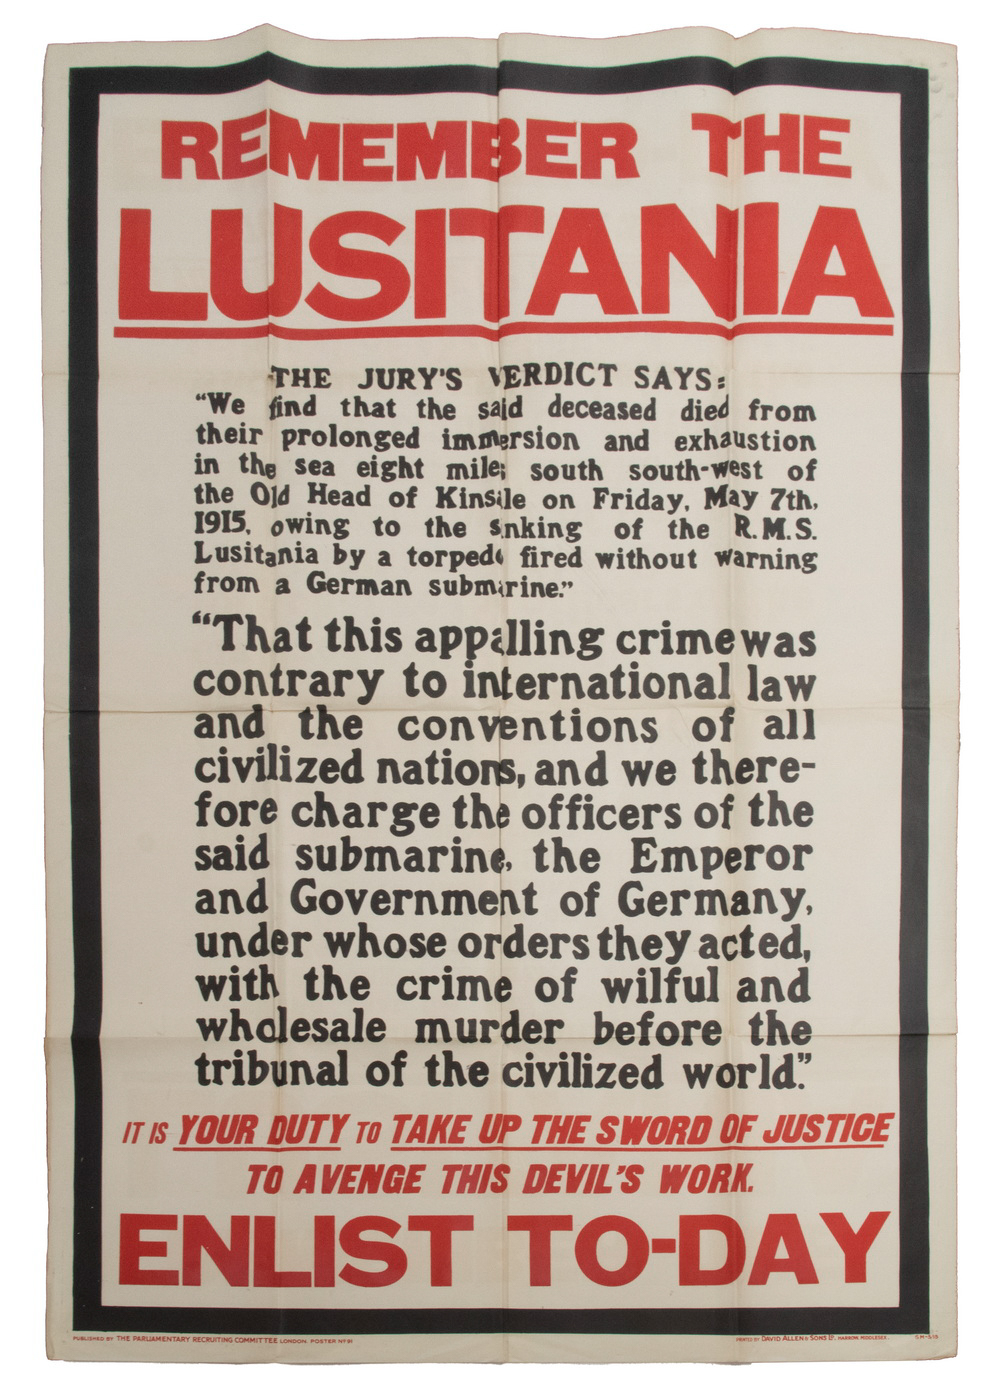 REMEMBER THE
LUSITANIA
THE JURY'S VERDICT SAYS:
"We find that the said deceased died from
their prolonged immersion and exhaustion
in the sea eight miles south south-west of
the Old Head of Kinsale on Friday, May 7th,
1915, owing to the sinking of the R.M.S.
Lusitania by a torpedo fired without warning
from a German submarine."
"That this appalling crime was
contrary to international law
and the conventions of all
civilized nations, and we there-
fore charge the officers of the
said submarine, the Emperor
and Government of Germany,
under whose orders they acted,
with the crime of wilful and
wholesale murder before the
tribunal of the civilized world."
IT IS YOUR DUTY TO TAKE UP THE SWORD OF JUSTICE
TO AVENGE THIS DEVIL'S WORK.
ENLIST TO-DAY
PUBLISHED BY THE PARLIAMENTARY RECRUITING COMMITTEE LONDON. POSTER No 91
PRINTED BY DAVID ALLEN & SONS Ld. HARROW, MIDDLESEX.